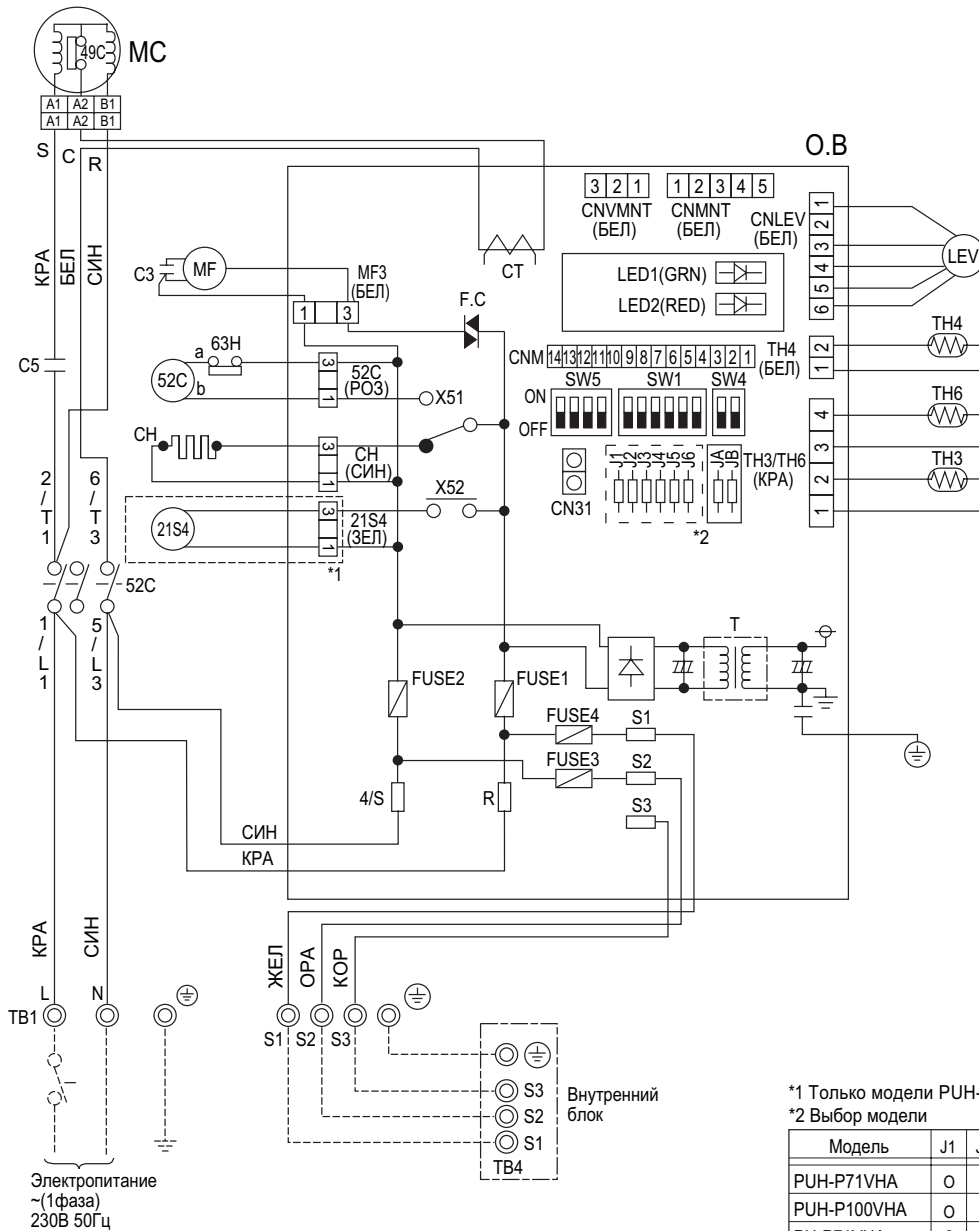 49C
MC
A1 A2 B1
A1 A2 B1
S
C
R
КРА
БЕЛ
СИН
C5
2/T1
6/T3
52C
1/L1
5/L3
C3
MF
MF3
(БЕЛ)
1 3
a
63H
52C
b
3
1
52C
(РОЗ)
X51
CH
3
1
CH
(СИН)
X52
21S4
3
1
21S4
(ЗЕЛ)
*1
F.C
CT
O.B
3 2 1
CNVMNT
(БЕЛ)
1 2 3 4 5
CNMNT
(БЕЛ)
CNLEV
(БЕЛ)
1
2
3
4
5
6
LEV
LED1(GRN)
LED2(RED)
CNM 14 13 12 11 10 9 8 7 6 5 4 3 2 1
TH4
(БЕЛ)
2
1
TH4
SW5 SW1 SW4
ON
OFF
CN31
J1 J2 J3 J4 J5 J6
JA JB
*2
TH3/TH6
(КРА)
4
3
2
1
TH6
TH3
T
FUSE2
FUSE1
FUSE4
S1
FUSE3
S2
S3
4/S
R
СИН
КРА
КРА
СИН
L
N
TB1
ЖЕЛ
ОРА
КОР
S1 S2 S3
S3
S2
S1
TB4
Внутренний
блок
Электропитание
~(1фаза)
230В 50Гц
*1 Только модели PUH-
*2 Выбор модели
Модель J1
PUH-P71VHA O
PUH-P100VHA O